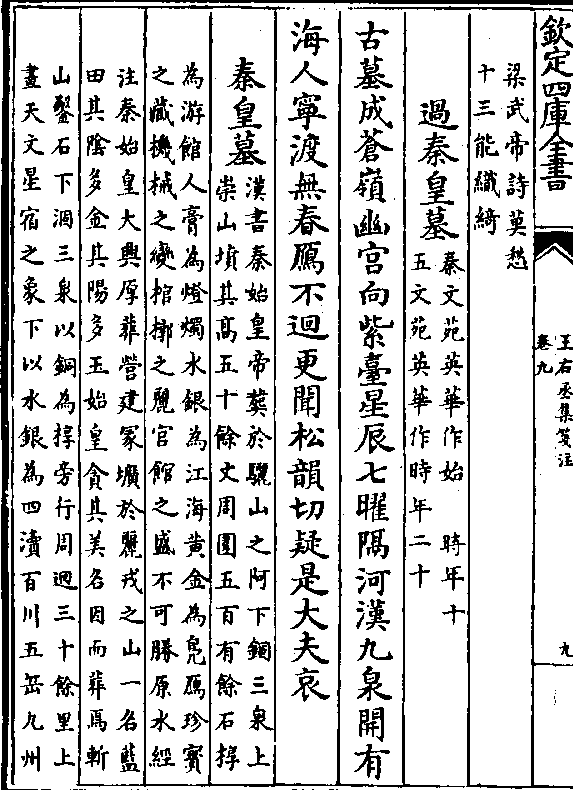 欽定四庫全書
王右丞集箋注
卷九
九
梁武帝詩莫愁
十三能織綺
過秦皇墓
秦文苑英華作始 時年十
五文苑英華作時年二十
古墓成蒼嶺幽宮向紫臺星辰七曜隔河漢九泉開有
海人寧渡無春鴈不迴更聞松韻切疑是大夫哀
秦皇墓
漢書秦始皇帝葬於驪山之阿下錮三泉上
崇山墳其髙五十餘丈周圍五百有餘石椁
為游館人膏為燈燭水銀為江海黄金為鳬鴈珍寳
之藏機械之變棺槨之麗宫館之盛不可勝原水經
注秦始皇大興厚葬營建冢壙於麗戎之山一名藍
田其陰多金其陽多玉始皇貪其美名因而葬焉斬
山鑿石下涸三泉以銅為椁旁行周迴三十餘里上
畫天文星宿之象下以水銀為四瀆百川五岳九州